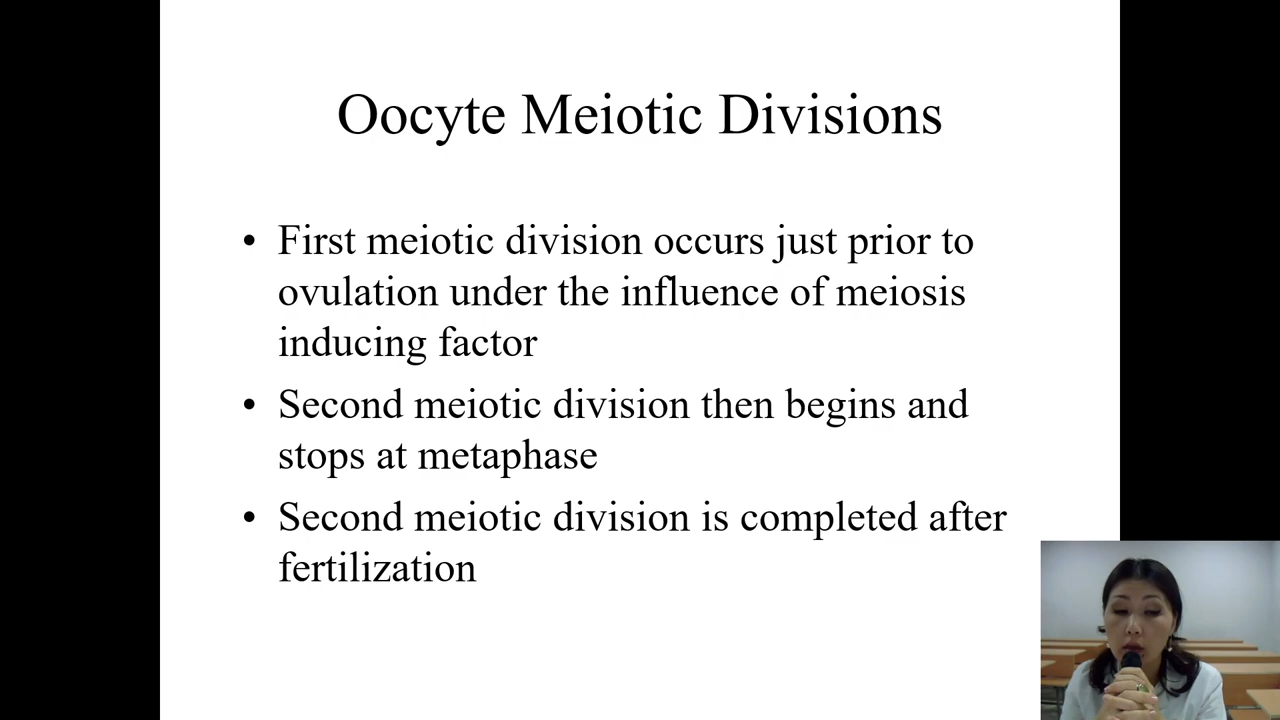 Oocyte Meiotic Divisions
• First meiotic division occurs just prior to
ovulation under the influence of meiosis
inducing factor
• Second meiotic division then begins and
stops at metaphase
• Second meiotic division is completed after
fertilization